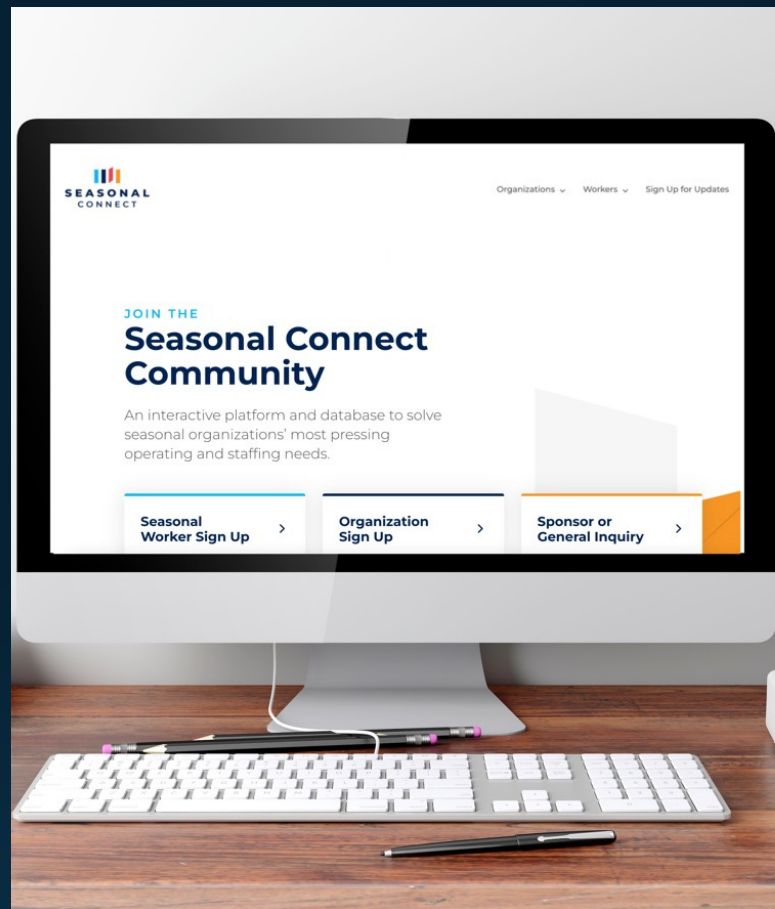 SEASONAL
CONNECT
Organizations
Workers
Sign Up for Updates
JOIN THE
Seasonal Connect
Community
An interactive platform and database to solve
seasonal organizations' most pressing
operating and staffing needs.
Seasonal
Worker Sign Up
Organization
Sign Up
Sponsor or
General Inquiry